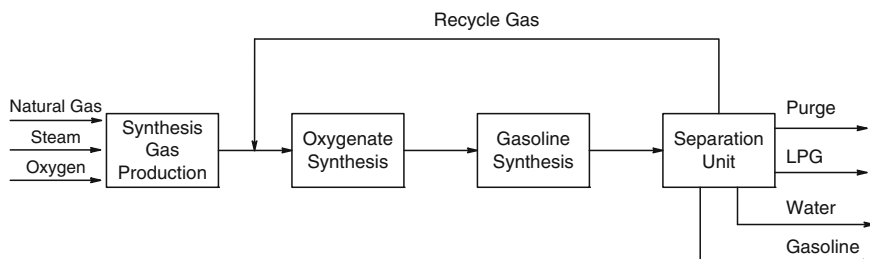 Recycle Gas
Natural Gas
Steam
Oxygen
Synthesis
Gas
Production
Oxygenate
Synthesis
Gasoline
Synthesis
Separation
Unit
Purge
LPG
Water
Gasoline